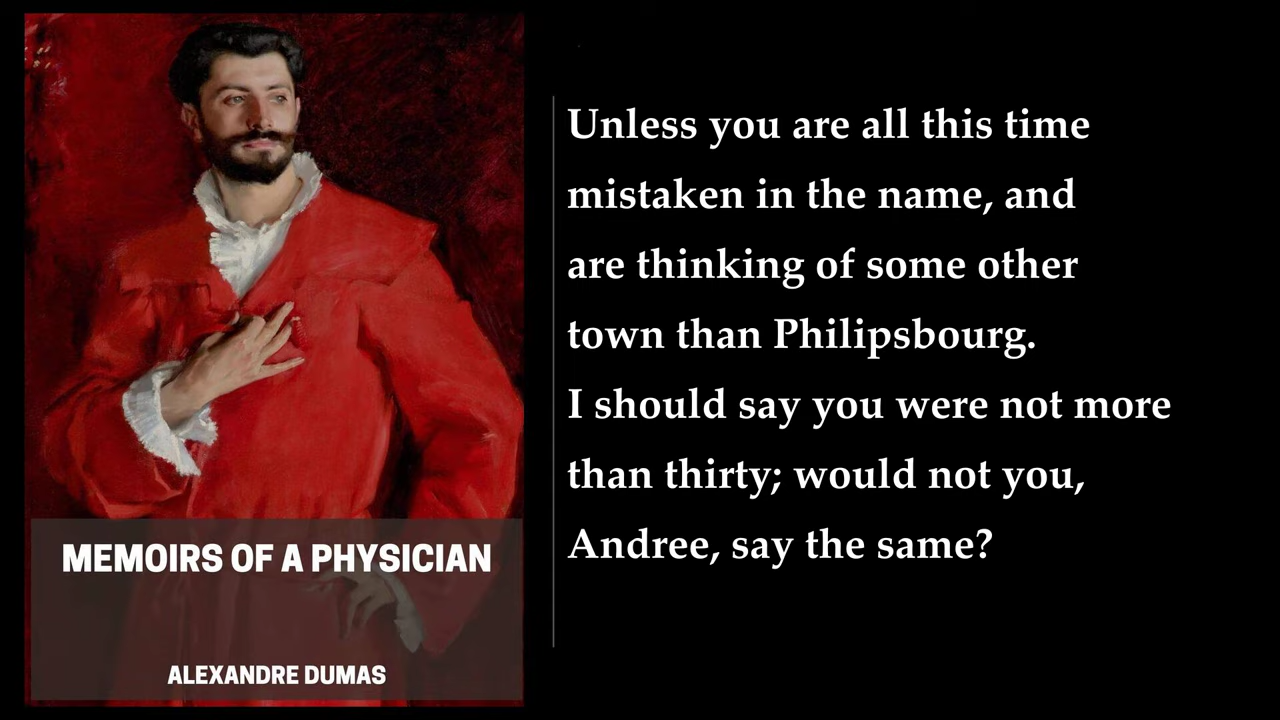 MEMOIRS OF A PHYSICIAN
ALEXANDRE DUMAS
Unless you are all this time
mistaken in the name, and
are thinking of some other
town than Philipsbourg.
I should say you were not more
than thirty; would not you,
Andree, say the same?